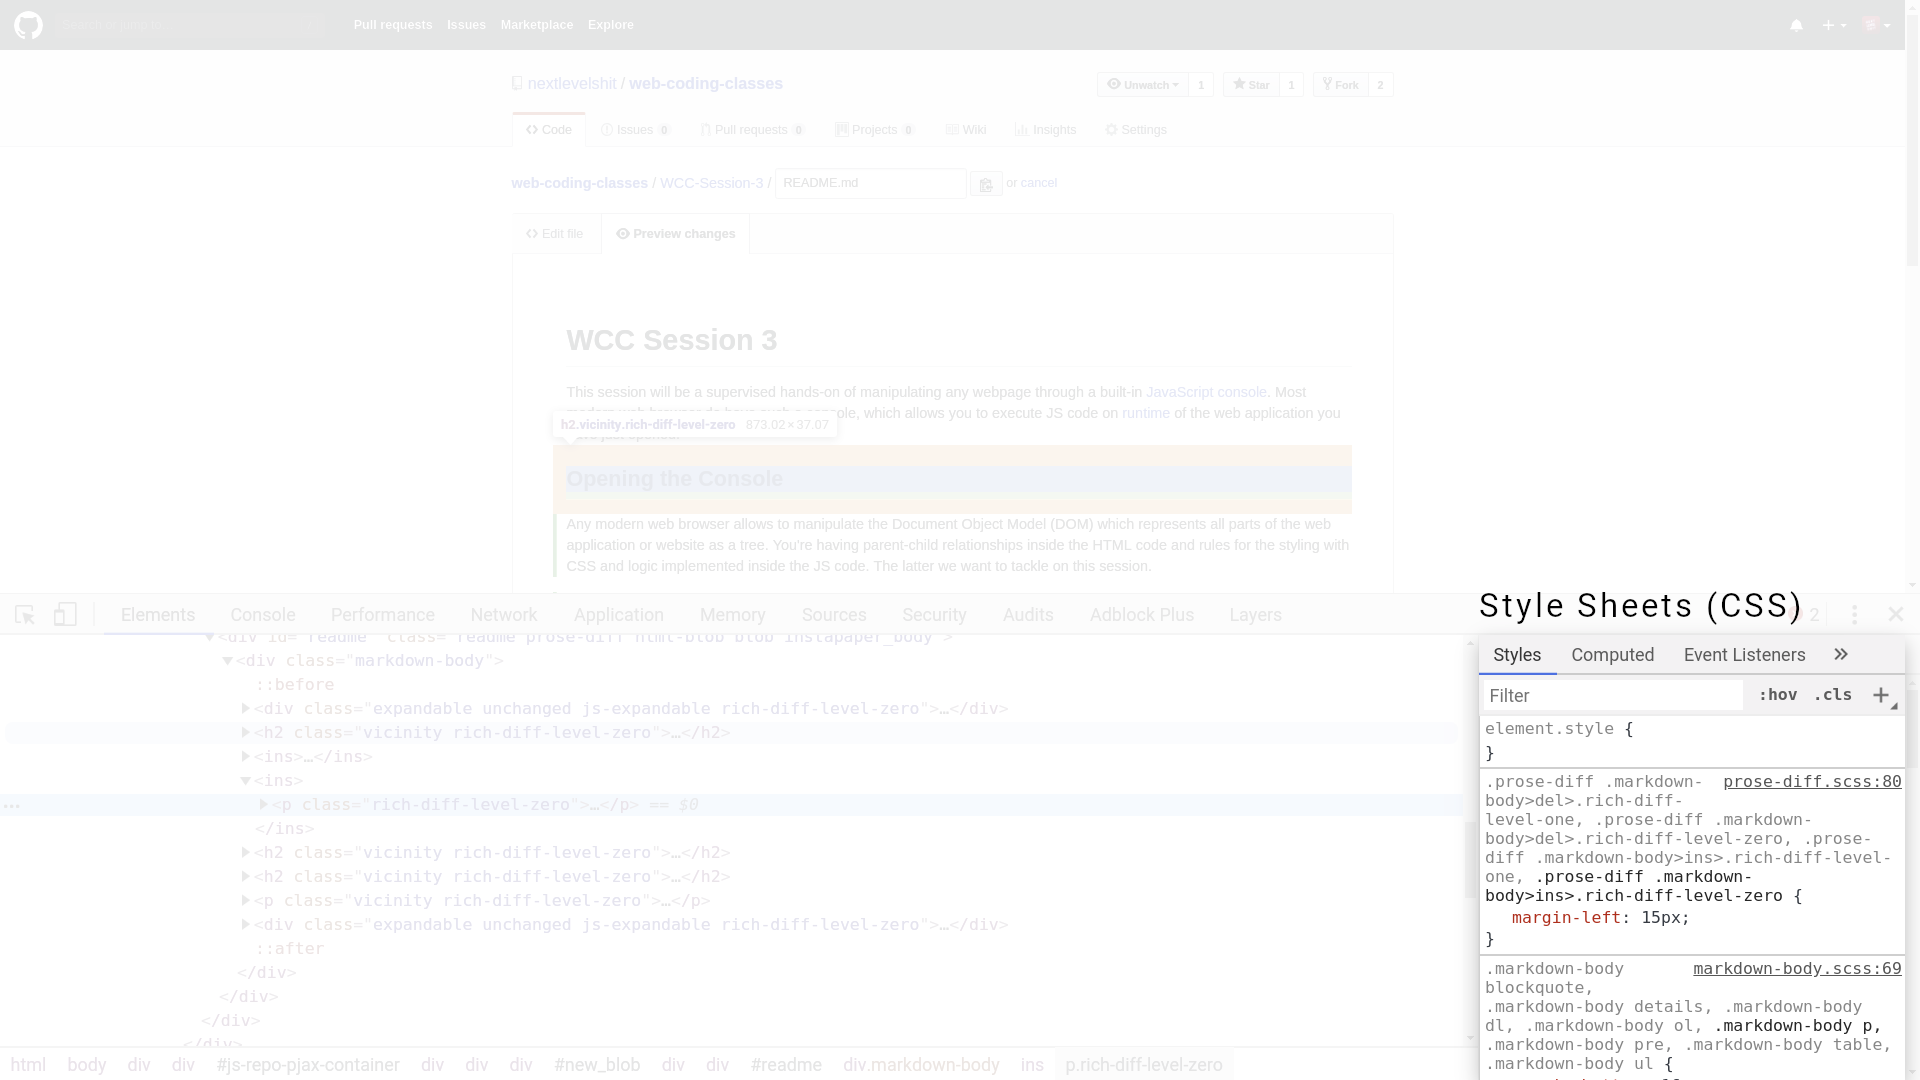 Search or jump to…
Pull requests Issues Marketplace Explore
nextlevelshit / web-coding-classes
Unwatch 1 Star 1 Fork 2
Code Issues 0 Pull requests 0 Projects 0 Wiki Insights Settings
web-coding-classes / WCC-Session-3 / README.md or cancel
Edit file Preview changes
WCC Session 3
This session will be a supervised hands-on of manipulating any webpage through a built-in JavaScript console. Most
console, which allows you to execute JS code on runtime of the web application you
h2.vicinity.rich-diff-level-zero 873.02 × 37.07
Opening the Console
Any modern web browser allows to manipulate the Document Object Model (DOM) which represents all parts of the web
application or website as a tree. You're having parent-child relationships inside the HTML code and rules for the styling with
CSS and logic implemented inside the JS code. The latter we want to tackle on this session.
Style Sheets (CSS)
Elements Console Performance Network Application Memory Sources Security Audits Adblock Plus Layers 2
<div id="readme" class="readme prose-diff html-blob blob instapaper_body">
<div class="markdown-body">
::before
<div class="expandable unchanged js-expandable rich-diff-level-zero">…</div>
<h2 class="vicinity rich-diff-level-zero">…</h2>
<ins>…</ins>
<ins>
<p class="rich-diff-level-zero">…</p> == $0
</ins>
<h2 class="vicinity rich-diff-level-zero">…</h2>
<h2 class="vicinity rich-diff-level-zero">…</h2>
<p class="vicinity rich-diff-level-zero">…</p>
<div class="expandable unchanged js-expandable rich-diff-level-zero">…</div>
::after
</div>
</div>
</div>
</div>
html body div div #js-repo-pjax-container div div div #new_blob div div #readme div.markdown-body ins p.rich-diff-level-zero
Styles Computed Event Listeners »
Filter :hov .cls +
element.style {
}
.prose-diff .markdown- prose-diff.scss:80
body>del>.rich-diff-
level-one, .prose-diff .markdown-
body>del>.rich-diff-level-zero, .prose-
diff .markdown-body>ins>.rich-diff-level-
one, .prose-diff .markdown-
body>ins>.rich-diff-level-zero {
margin-left: 15px;
}
.markdown-body markdown-body.scss:69
blockquote,
.markdown-body details, .markdown-body
dl, .markdown-body ol, .markdown-body p,
.markdown-body pre, .markdown-body table,
.markdown-body ul {